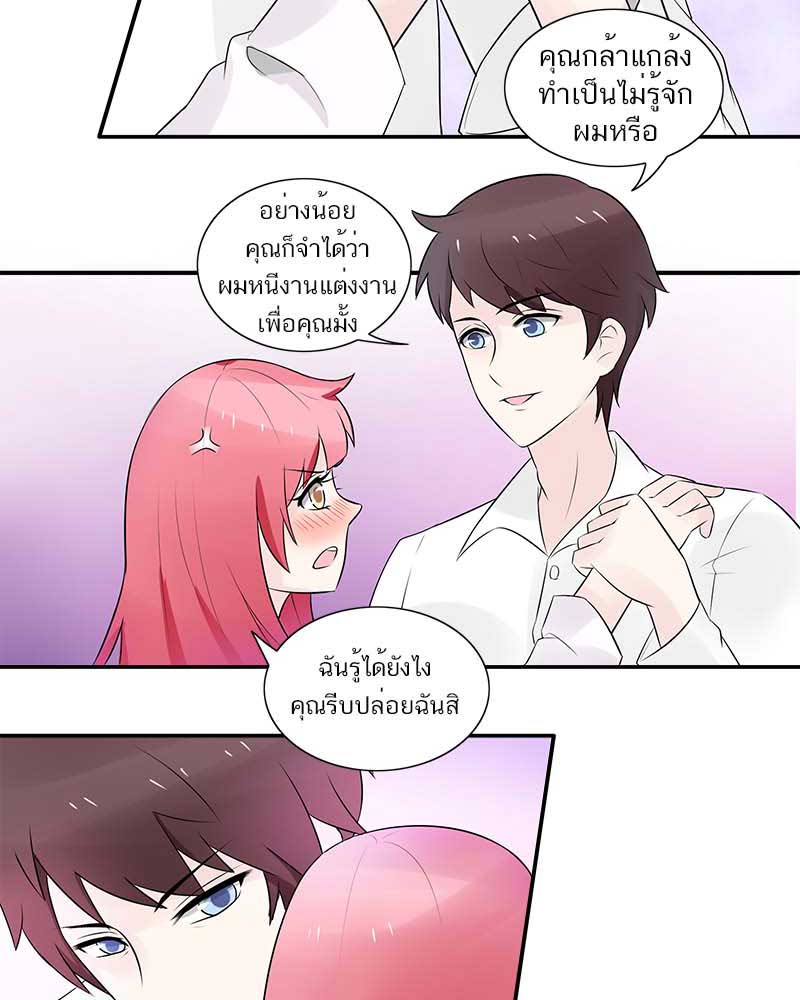 คุณกล้าแกล้ง
ทำเป็นไม่รู้จัก
ผมหรือ
อย่างน้อย
คุณก็จำได้ว่า
ผมหนีงานแต่งงาน
เพื่อคุณมั้ง
ฉันรู้ได้ยังไง
คุณรีบปล่อยฉันสิ